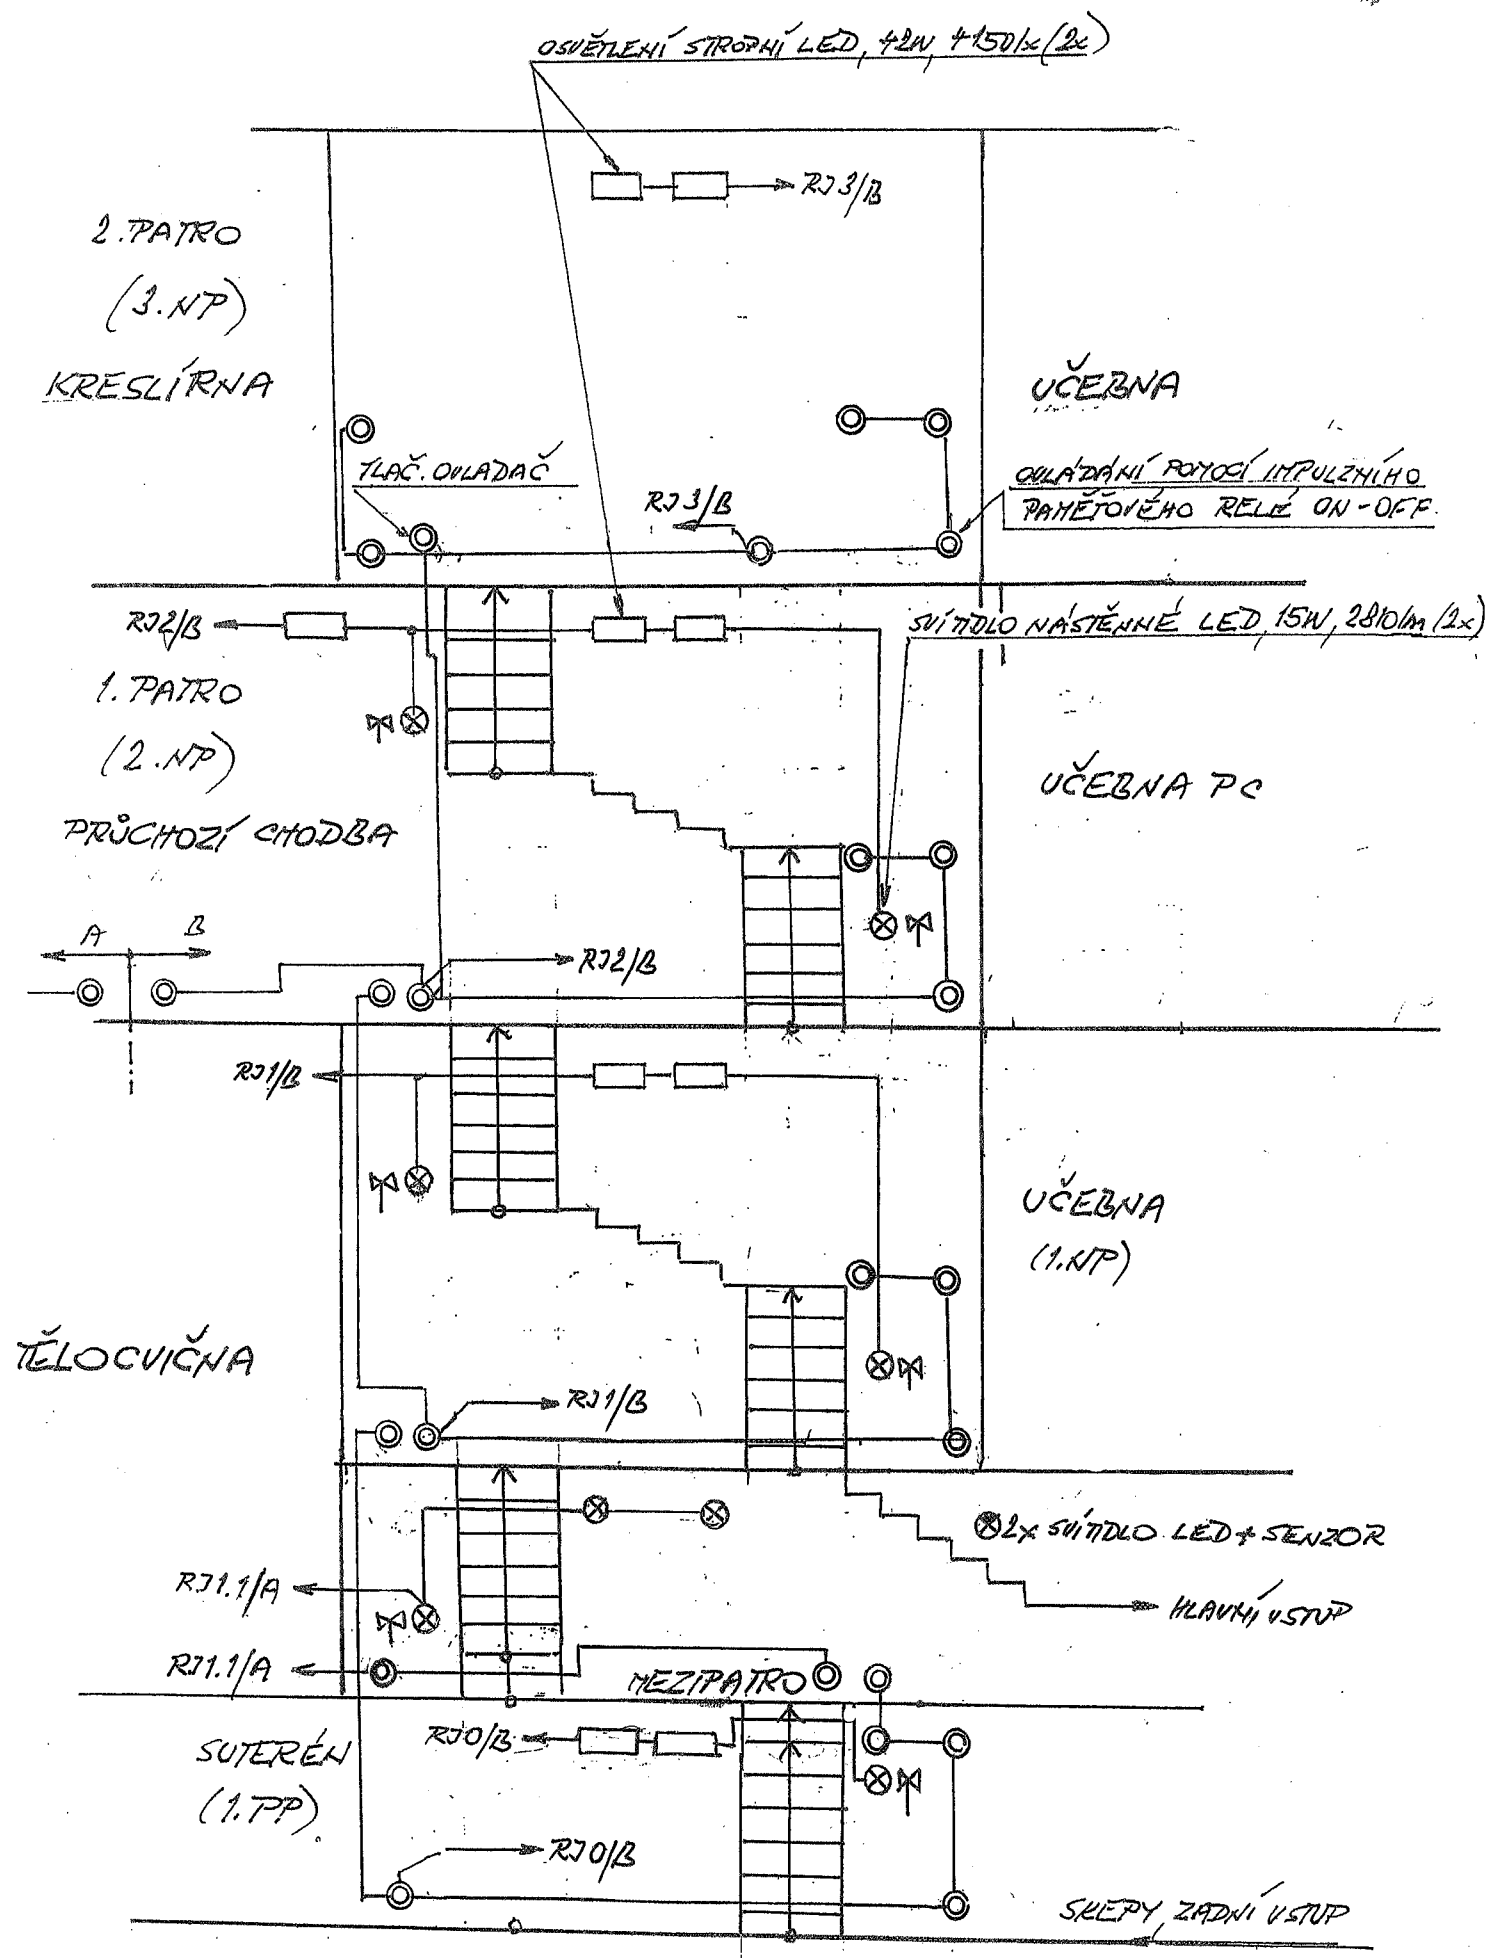 OSVĚTLENÍ STROPNÍ LED, 42W, 4150lx (2x)
RJ3/B
2.PATRO
(3.NP)
KRESLÍRNA
UČEBNA
TLAČ. OVLADAČ
RJ3/B
OVLÁDÁNÍ POMOCÍ IMPULZNÍHO
PAMĚŤOVÉHO RELÉ ON-OFF.
RJ2/B
SVÍTIDLO NÁSTĚNNÉ LED, 15W, 2810lm (2x)
1.PATRO
(2.NP)
UČEBNA PC
PRŮCHOZÍ CHODBA
A
B
RJ2/B
RJ1/B
UČEBNA
(1.NP)
TĚLOCVIČNA
RJ1/B
2x SVÍTIDLO LED+SENZOR
RJ1.1/A
HLAVNÍ VSTUP
RJ1.1/A
MEZIPATRO
RJ0/B
SUTERÉN
(1.PP)
RJ0/B
SKEPY, ZADNÍ VSTUP